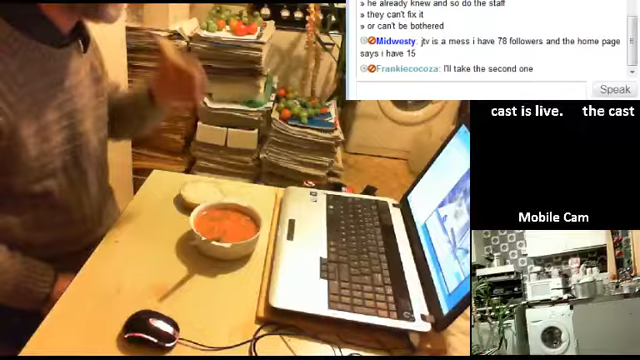 » he already knew and so do the staff
» they can't fix it
» or can't be bothered
Midwesty: jtv is a mess i have 78 followers and the home page
says i have 15
Frankiecocoza: I'll take the second one
Speak
cast is live. the cast
Mobile Cam